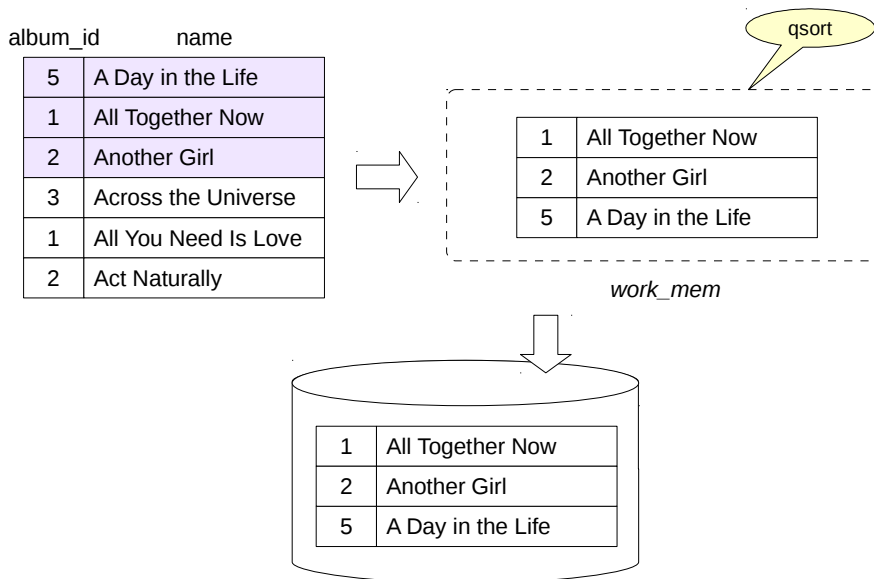 qsort
album_id name
5 A Day in the Life
1 All Together Now
2 Another Girl
3 Across the Universe
1 All You Need Is Love
2 Act Naturally
1 All Together Now
2 Another Girl
5 A Day in the Life
work_mem
1 All Together Now
2 Another Girl
5 A Day in the Life